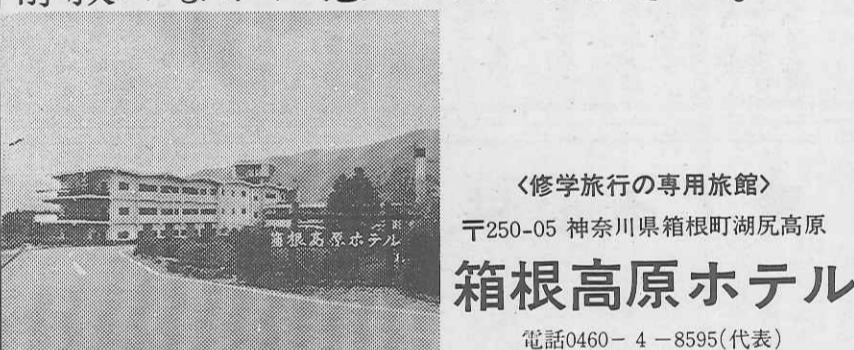 箱根高原ホテル
〈修学旅行の専用旅館〉
〒250-05 神奈川県箱根町湖尻高原
箱根高原ホテル
電話0460-4-8595(代表)